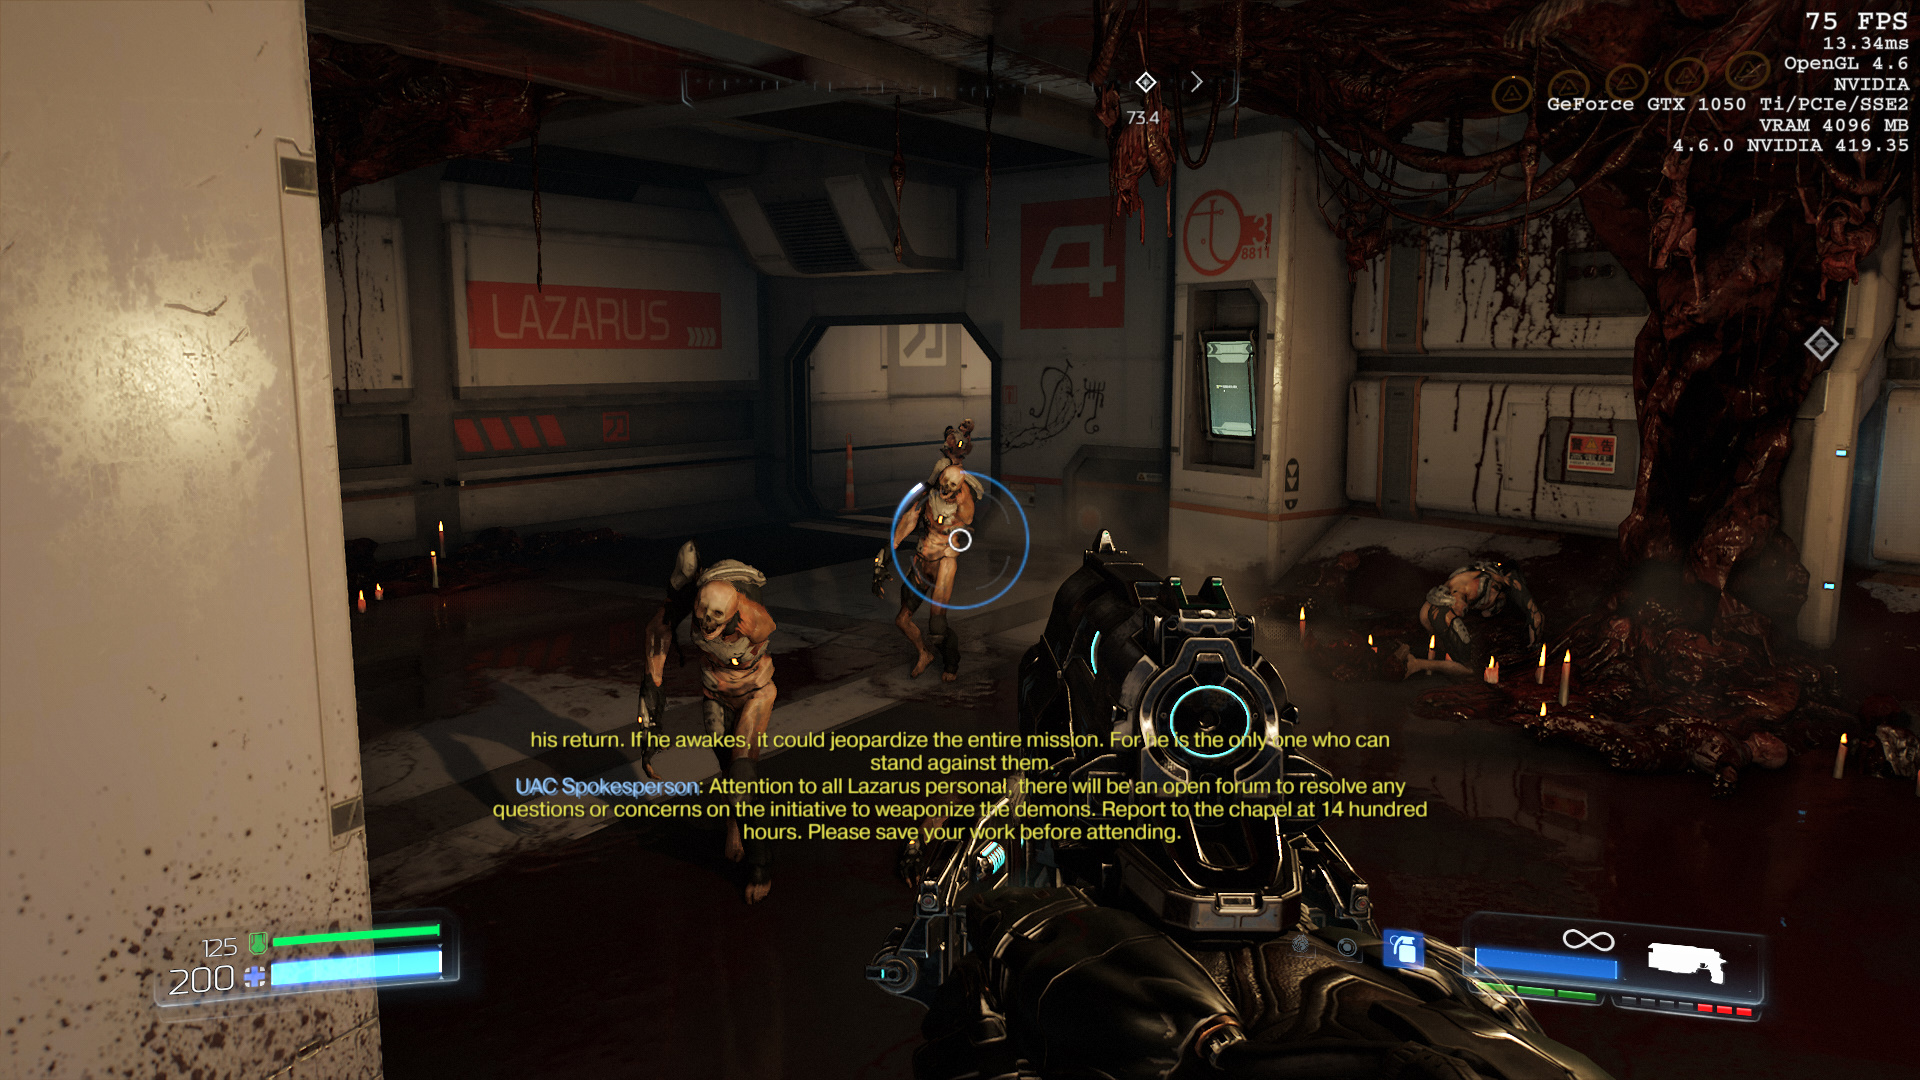 75 FPS
13.34ms
OpenGL 4.6
NVIDIA
GeForce GTX 1050 Ti/PCIe/SSE2
VRAM 4096 MB
4.6.0 NVIDIA 419.35
73.4
LAZARUS
4
3
8811
his return. If he awakes, it could jeopardize the entire mission. For he is the only one who can
stand against them.
UAC Spokesperson: Attention to all Lazarus personal, there will be an open forum to resolve any
questions or concerns on the initiative to weaponize the demons. Report to the chapel at 14 hundred
hours. Please save your work before attending.
125
200